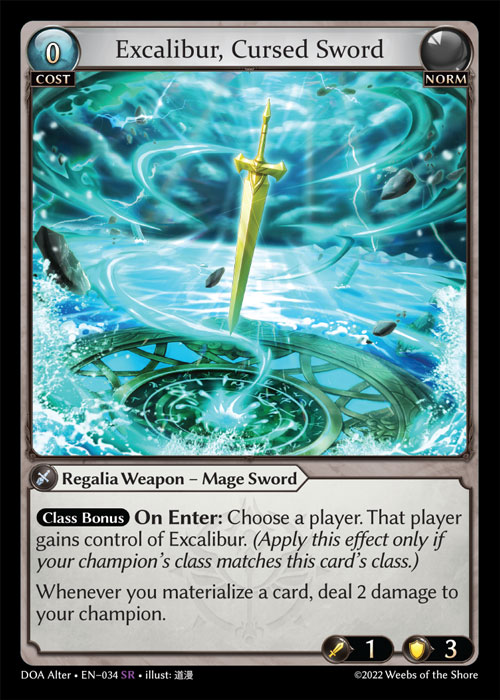 0
Excalibur, Cursed Sword
COST
NORM
Regalia Weapon – Mage Sword
Class Bonus On Enter: Choose a player. That player
gains control of Excalibur. (Apply this effect only if
your champion's class matches this card's class.)
Whenever you materialize a card, deal 2 damage to
your champion.
1
3
DOA Alter • EN-034 SR • illust: 道漫
©2022 Weebs of the Shore